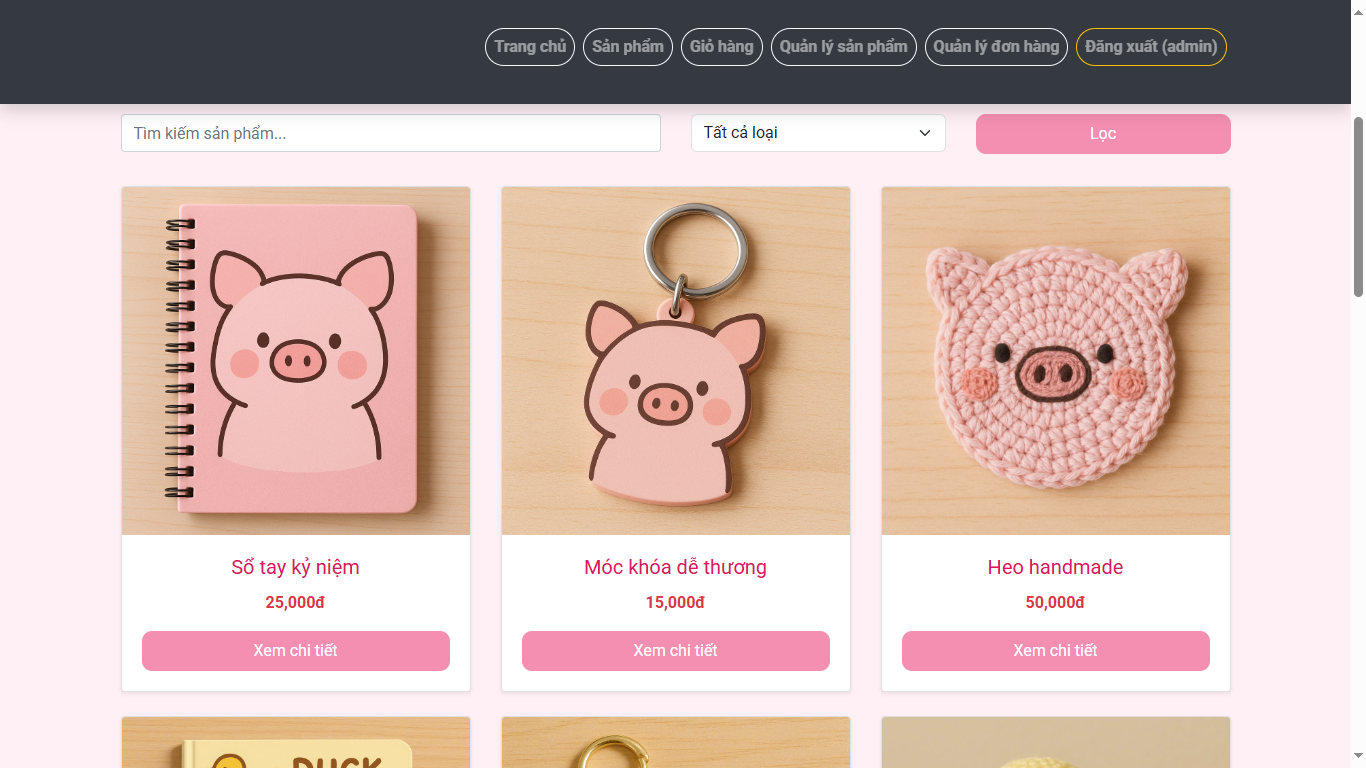 Trang chủ Sản phẩm Giỏ hàng Quản lý sản phẩm Quản lý đơn hàng Đăng xuất (admin)
Tìm kiếm sản phẩm... Tất cả loại Lọc
Sổ tay kỷ niệm Móc khóa dễ thương Heo handmade
25,000đ 15,000đ 50,000đ
Xem chi tiết Xem chi tiết Xem chi tiết
DUCK